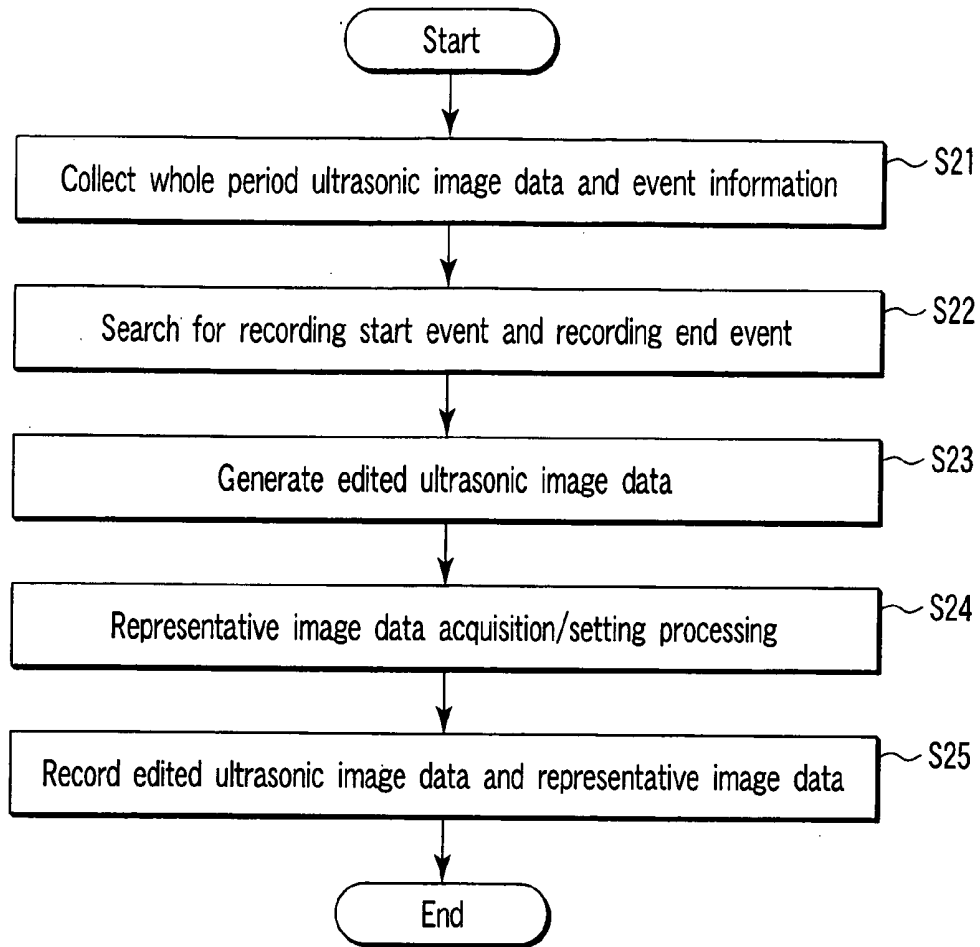 Start
Collect whole period ultrasonic image data and event information
S21
Search for recording start event and recording end event
S22
Generate edited ultrasonic image data
S23
Representative image data acquisition/setting processing
S24
Record edited ultrasonic image data and representative image data
S25
End